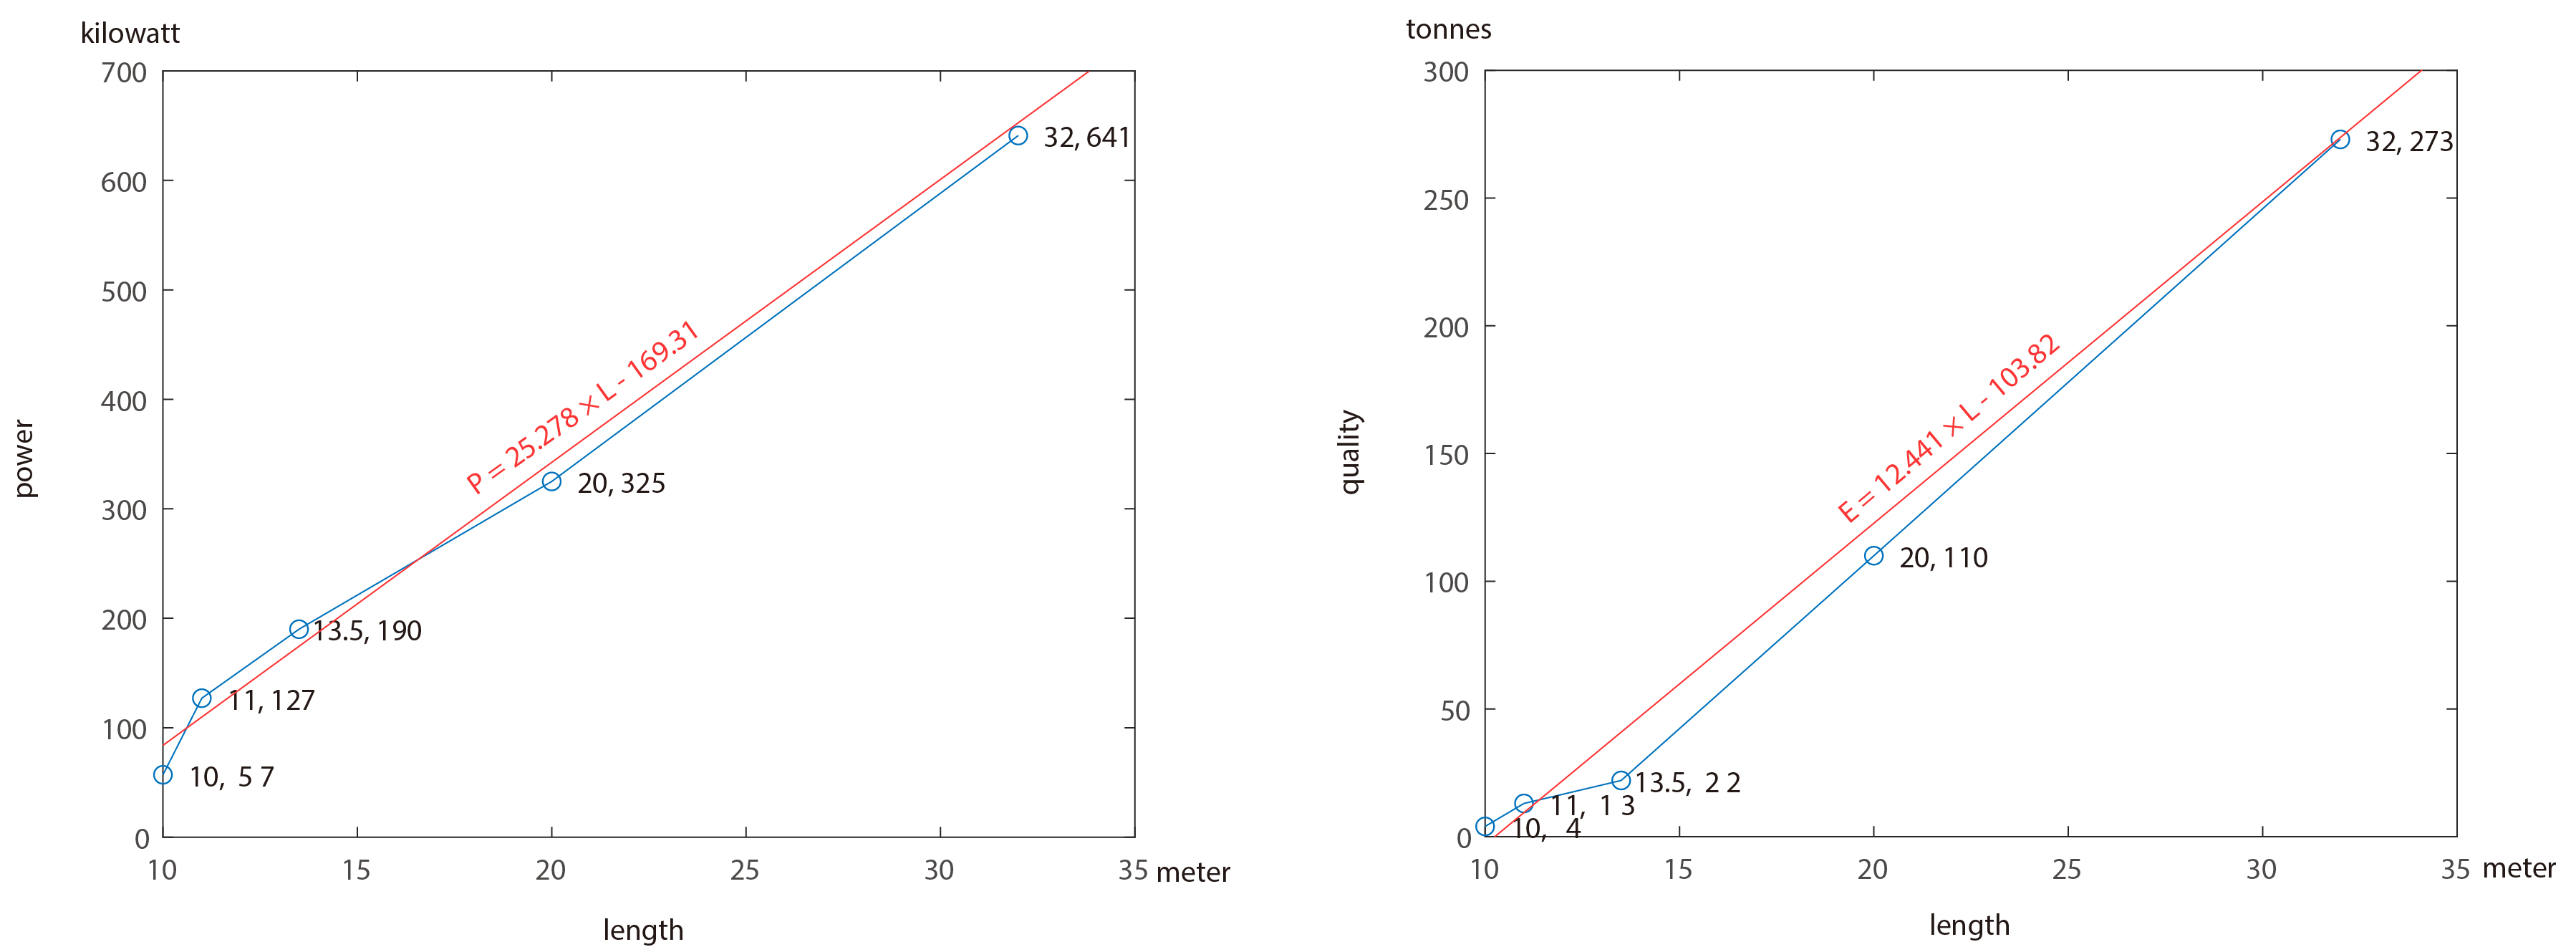 kilowatt
700
600
500
400
300
200
100
0
power
P = 25.278 × L - 169.31
32, 641
20, 325
13.5, 190
11, 127
10, 5 7
10 15 20 25 30 35 meter
length
tonnes
300
250
200
150
100
50
0
quality
E = 12.441 × L - 103.82
32, 273
20, 110
13.5, 2 2
11, 1 3
10, 4
10 15 20 25 30 35 meter
length